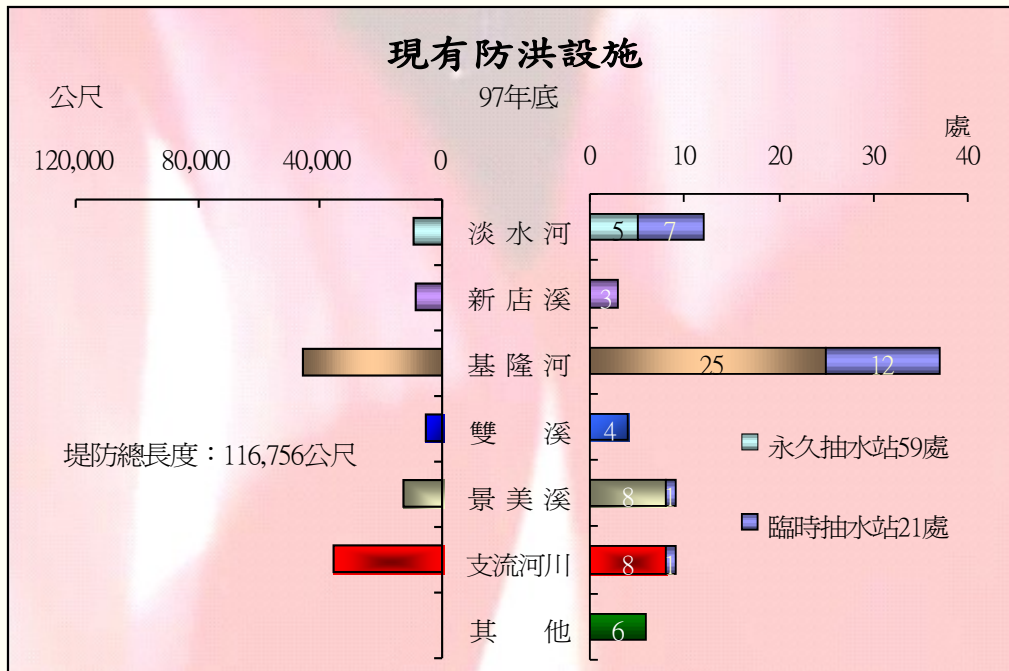 現有防洪設施
97年底
公尺
處
120,000 80,000 40,000 0
0 10 20 30 40
淡水河 5 7
新店溪 3
基隆河 25 12
雙溪 4
景美溪 8 1
支流河川 8 1
其他 6
堤防總長度：116,756公尺
永久抽水站59處
臨時抽水站21處